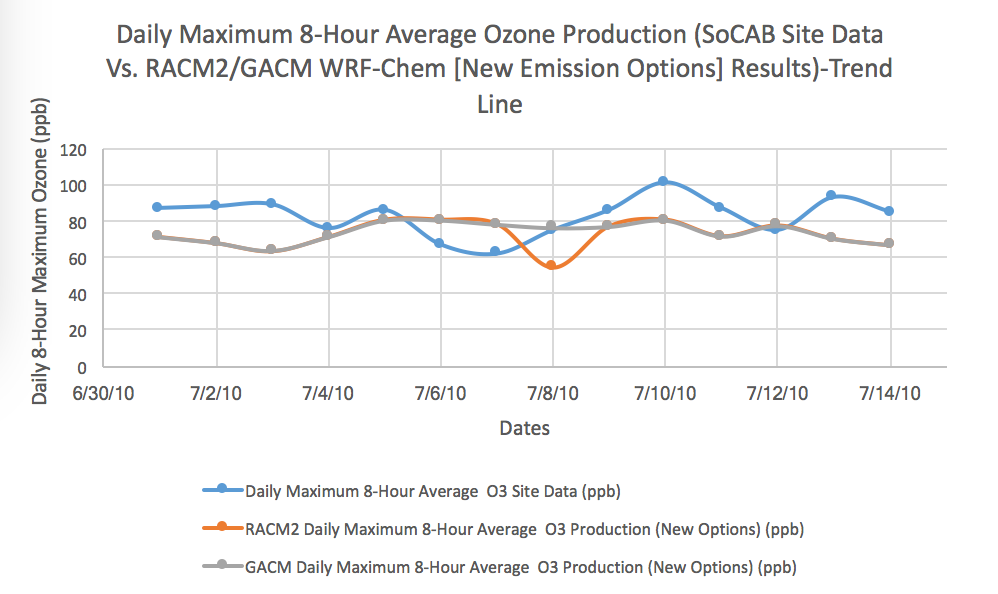 Daily Maximum 8-Hour Average Ozone Production (SoCAB Site Data
Vs. RACM2/GACM WRF-Chem [New Emission Options] Results)-Trend
Line
Daily 8-Hour Maximum Ozone (ppb)
120
100
80
60
40
20
0
6/30/10 7/2/10 7/4/10 7/6/10 7/8/10 7/10/10 7/12/10 7/14/10
Dates
Daily Maximum 8-Hour Average O3 Site Data (ppb)
RACM2 Daily Maximum 8-Hour Average O3 Production (New Options) (ppb)
GACM Daily Maximum 8-Hour Average O3 Production (New Options) (ppb)